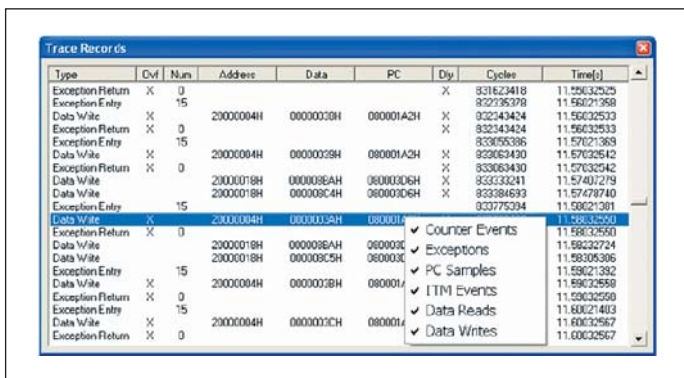 Trace Records
Type Ovf Num Address Data PC Dly Cycles Time[s]
Exception Return X 0 X 831623418 11.55032525
Exception Entry 15 832335378 11.56021358
Data Write X 20000004H 00000038H 080001A2H X 832343424 11.56032533
Exception Return X 0 X 832343424 11.56032533
Exception Entry 15 833055386 11.57021369
Data Write X 20000004H 00000039H 080001A2H X 833063430 11.57032542
Exception Return X 0 X 833063430 11.57032542
Data Write 20000018H 000008BAH 080003D6H X 833333241 11.57407279
Data Write 20000018H 000008C4H 080003D6H X 833384693 11.57478740
Exception Entry 15 833775394 11.58021381
Data Write X 20000004H 0000003AH 11.58032550
Exception Return X 0 11.58032550
Data Write 20000018H 000008BAH 11.58232724
Data Write 20000018H 000008C5H 11.58305306
Exception Entry 15 11.59021392
Data Write X 20000004H 0000003BH 11.59032558
Exception Return X 0 11.59032558
Exception Entry 15 11.60021403
Data Write X 20000004H 0000003CH 11.60032567
Exception Return X 0 11.60032567
Counter Events
Exceptions
PC Samples
ITM Events
Data Reads
Data Writes